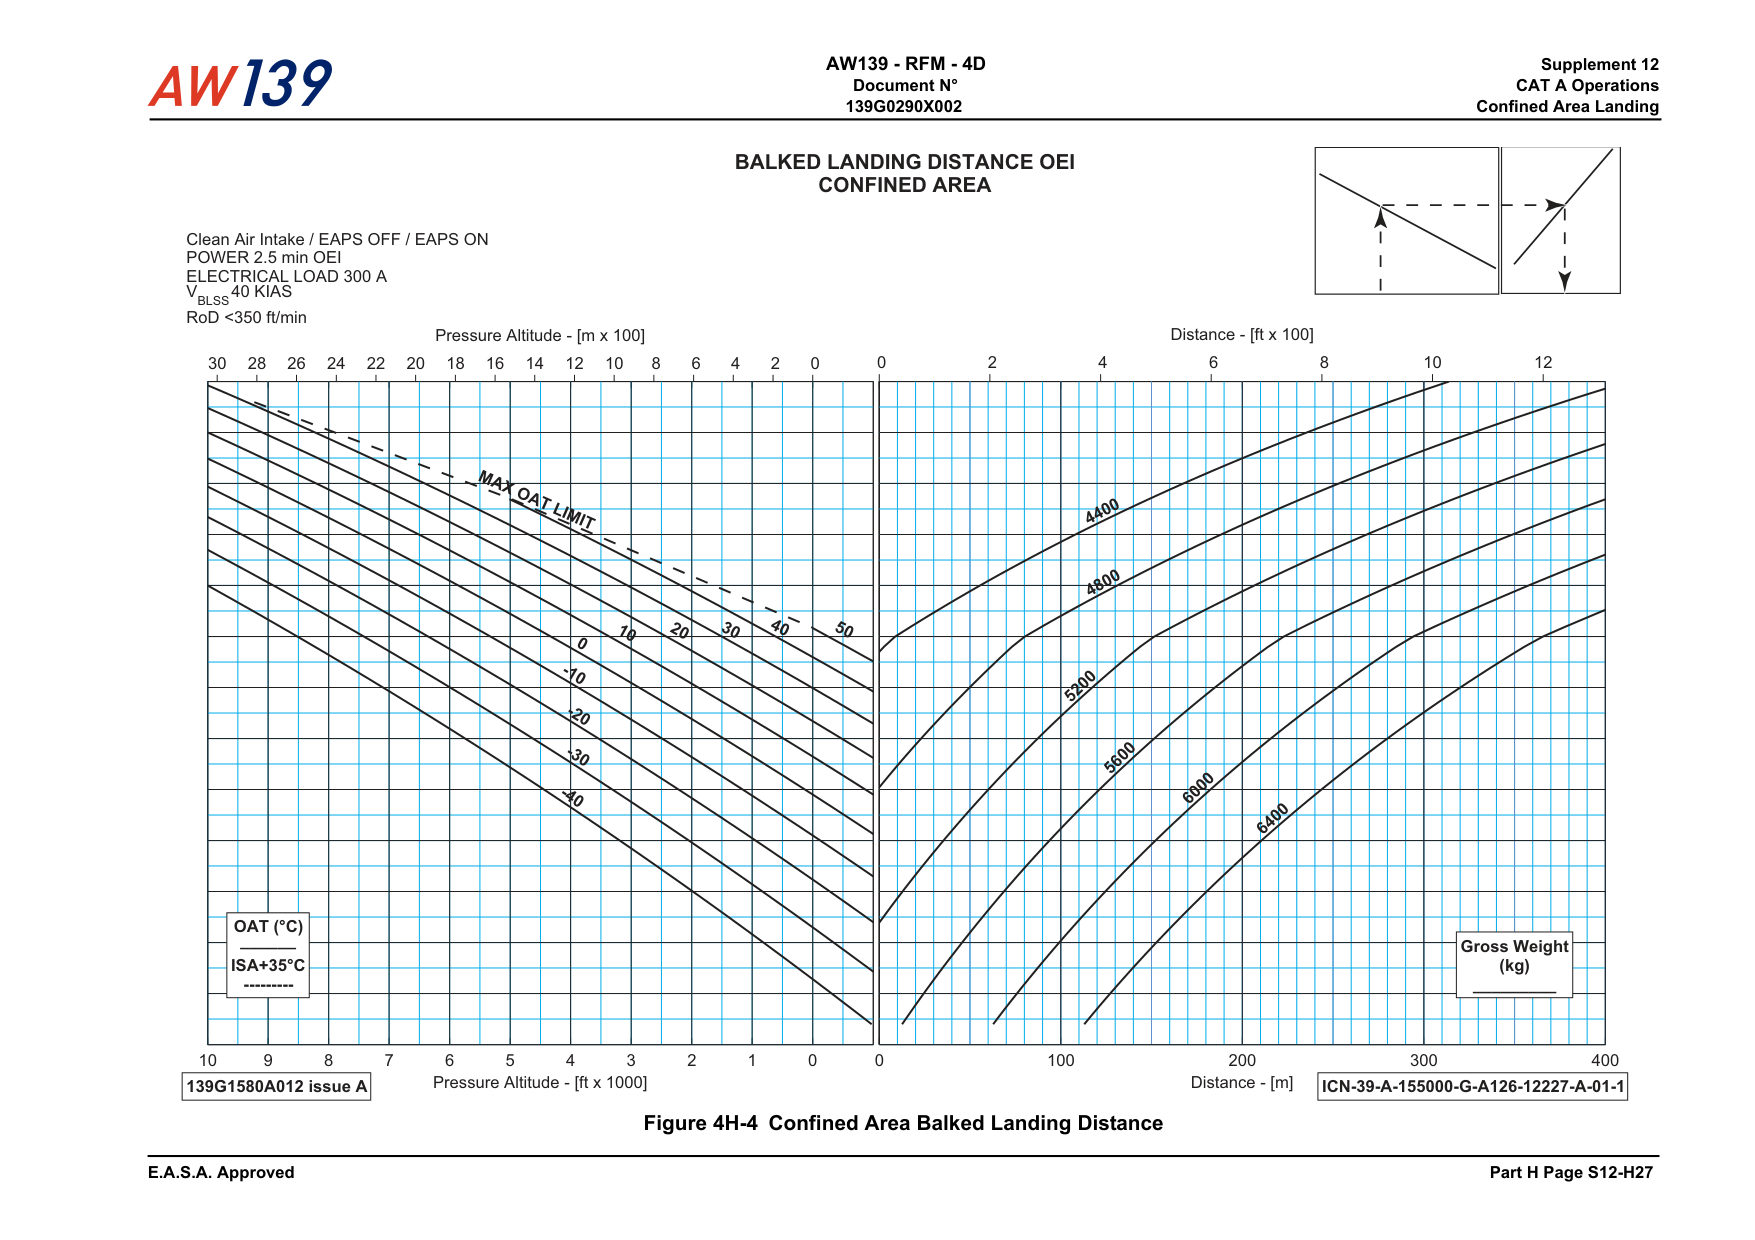 AW139
AW139 - RFM - 4D
Document N°
139G0290X002
Supplement 12
CAT A Operations
Confined Area Landing
BALKED LANDING DISTANCE OEI
CONFINED AREA
Clean Air Intake / EAPS OFF / EAPS ON
POWER 2.5 min OEI
ELECTRICAL LOAD 300 A
VBLSS 40 KIAS
RoD <350 ft/min
Pressure Altitude - [m x 100]
Distance - [ft x 100]
30 28 26 24 22 20 18 16 14 12 10 8 6 4 2 0
0 2 4 6 8 10 12
MAX OAT LIMIT
4400
4800
5200
5600
6000
6400
50
40
30
20
10
0
-10
-20
-30
-40
OAT (°C)
ISA+35°C
---------
Gross Weight
(kg)
10 9 8 7 6 5 4 3 2 1 0
0 100 200 300 400
139G1580A012 issue A
Pressure Altitude - [ft x 1000]
Distance - [m]
ICN-39-A-155000-G-A126-12227-A-01-1
Figure 4H-4 Confined Area Balked Landing Distance
E.A.S.A. Approved
Part H Page S12-H27